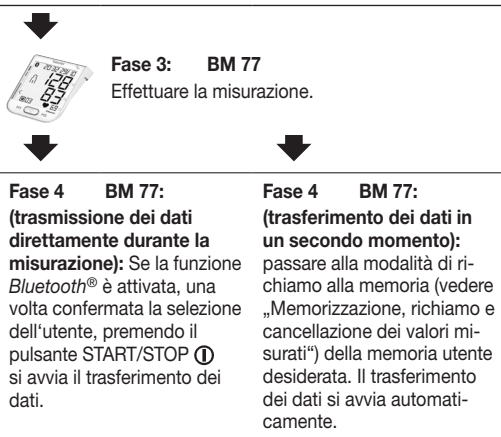 Fase 3: BM 77
Effettuare la misurazione.
Fase 4 BM 77:
(trasmissione dei dati
direttamente durante la
misurazione): Se la funzione
Bluetooth® è attivata, una
volta confermata la selezione
dell'utente, premendo il
pulsante START/STOP
si avvia il trasferimento dei
dati.
Fase 4 BM 77:
(trasferimento dei dati in
un secondo momento):
passare alla modalità di ri-
chiamo alla memoria (vedere
„Memorizzazione, richiamo e
cancellazione dei valori mi-
surati“) della memoria utente
desiderata. Il trasferimento
dei dati si avvia automati-
camente.